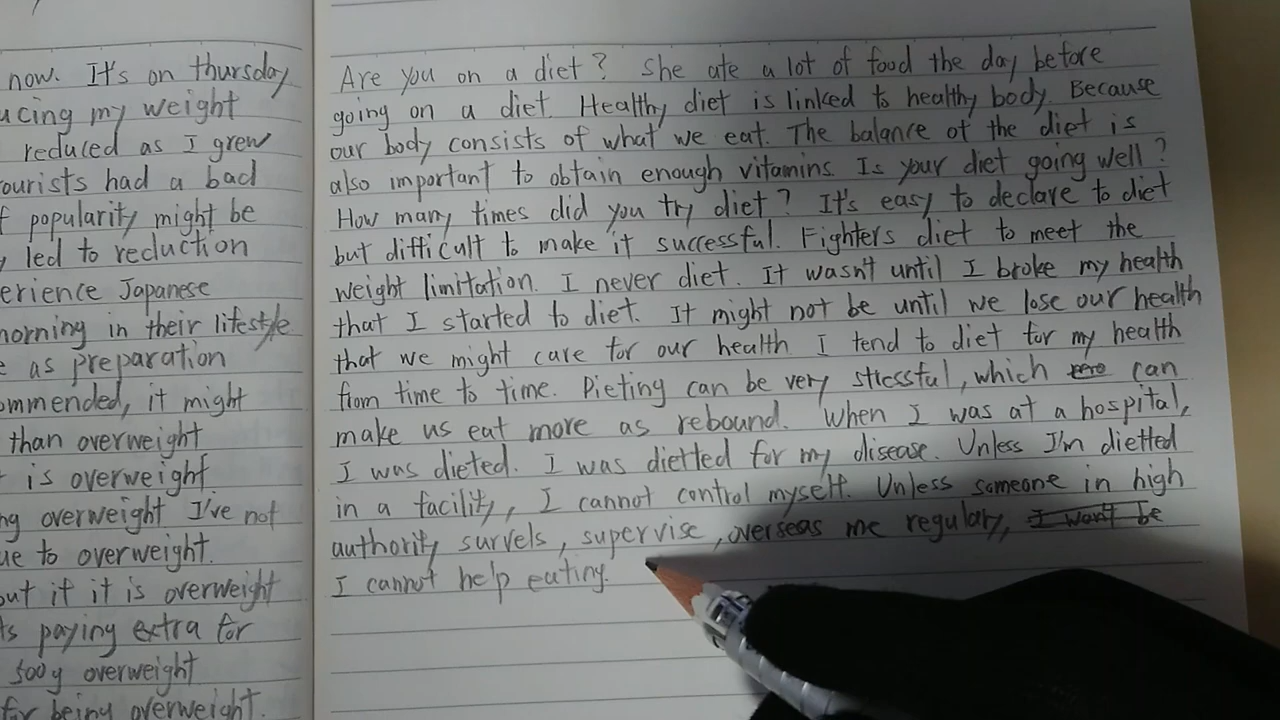 now. It's on thursday
ucing my weight
reduced as I grew
ourists had a bad
f popularity might be
y led to reduction
erience Japanese
morning in their lifestyle
e as preparation
ommended, it might
than overweight
is overweight
ng overweight I've not
ue to overweight.
out if it is overweight
ts paying extra for
500g overweight
for being overweight.
Are you on a diet? She ate a lot of food the day before
going on a diet. Healthy diet is linked to healthy body. Because
our body consists of what we eat. The balance of the diet is
also important to obtain enough vitamins. Is your diet going well?
How many times did you try diet? It's easy to declare to diet
but difficult to make it successful. Fighters diet to meet the
weight limitation. I never diet. It wasn't until I broke my health
that I started to diet. It might not be until we lose our health
that we might care for our health. I tend to diet for my health
from time to time. Dieting can be very stressful, which can
make us eat more as rebound. When I was at a hospital,
I was dieted. I was dietted for my disease. Unless I'm dietted
in a facility, I cannot control myself. Unless someone in high
authority survels, supervise, overseas me regulary, I won't be
I cannot help eating.